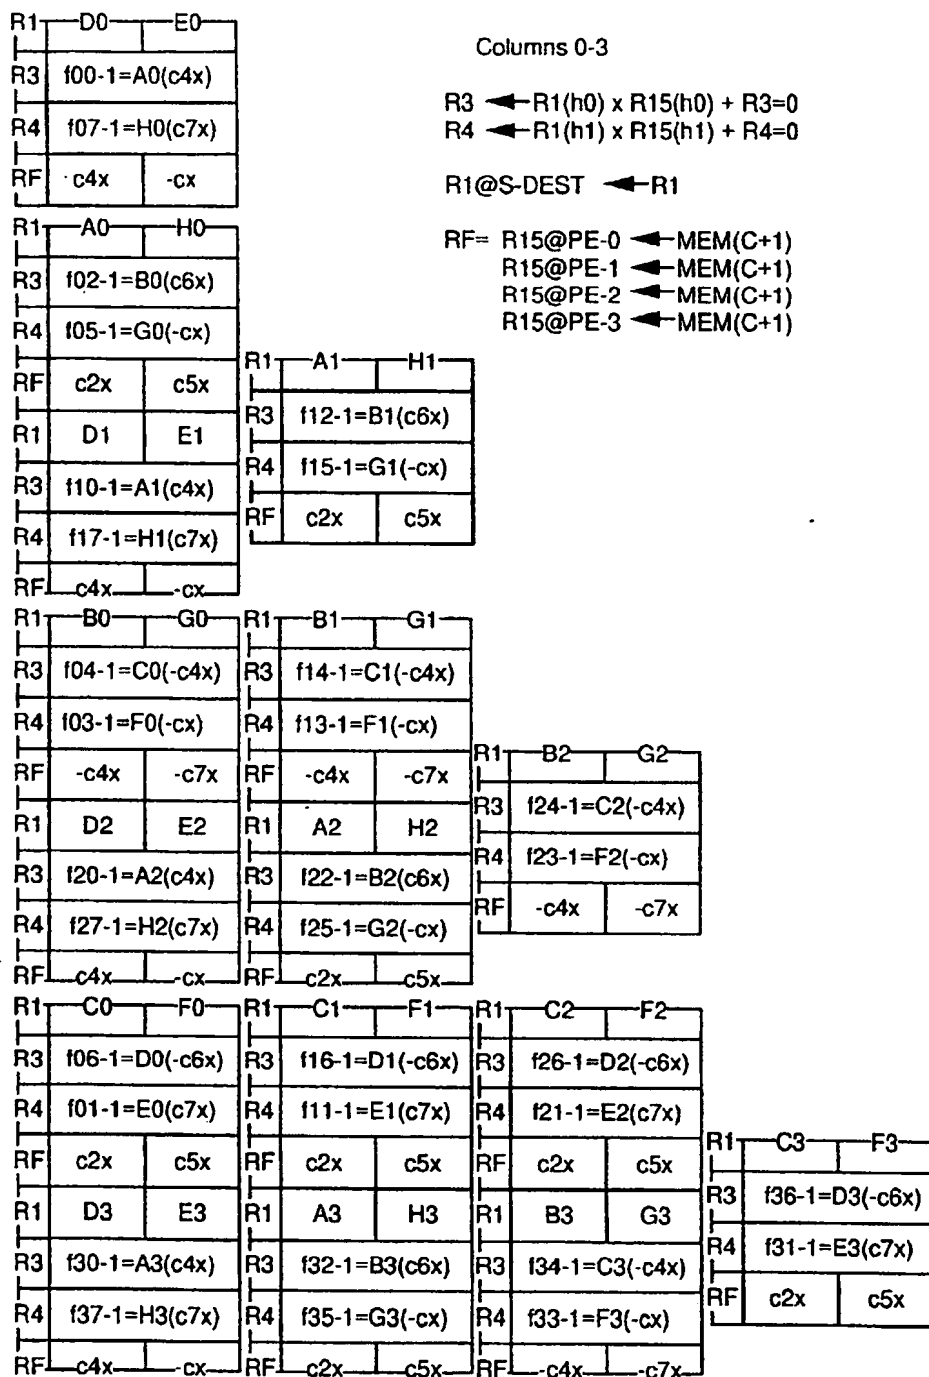 R1 D0 E0
R3 f00-1=A0(c4x)
R4 f07-1=H0(c7x)
RF c4x -cx
Columns 0-3
R3 ◄ R1(h0) x R15(h0) + R3=0
R4 ◄ R1(h1) x R15(h1) + R4=0
R1@S-DEST ◄ R1
RF= R15@PE-0 ◄ MEM(C+1)
R15@PE-1 ◄ MEM(C+1)
R15@PE-2 ◄ MEM(C+1)
R15@PE-3 ◄ MEM(C+1)
R1 A0 H0
R3 f02-1=B0(c6x)
R4 f05-1=G0(-cx)
RF c2x c5x
R1 D1 E1
R3 f10-1=A1(c4x)
R4 f17-1=H1(c7x)
RF c4x -cx
R1 A1 H1
R3 f12-1=B1(c6x)
R4 f15-1=G1(-cx)
RF c2x c5x
R1 B0 G0
R3 f04-1=C0(-c4x)
R4 f03-1=F0(-cx)
RF -c4x -c7x
R1 D2 E2
R3 f20-1=A2(c4x)
R4 f27-1=H2(c7x)
RF c4x -cx
R1 B1 G1
R3 f14-1=C1(-c4x)
R4 f13-1=F1(-cx)
RF -c4x -c7x
R1 A2 H2
R3 f22-1=B2(c6x)
R4 f25-1=G2(-cx)
RF c2x c5x
R1 B2 G2
R3 f24-1=C2(-c4x)
R4 f23-1=F2(-cx)
RF -c4x -c7x
R1 C0 F0
R3 f06-1=D0(-c6x)
R4 f01-1=E0(c7x)
RF c2x c5x
R1 D3 E3
R3 f30-1=A3(c4x)
R4 f37-1=H3(c7x)
RF c4x -cx
R1 C1 F1
R3 f16-1=D1(-c6x)
R4 f11-1=E1(c7x)
RF c2x c5x
R1 A3 H3
R3 f32-1=B3(c6x)
R4 f35-1=G3(-cx)
RF c2x c5x
R1 C2 F2
R3 f26-1=D2(-c6x)
R4 f21-1=E2(c7x)
RF c2x c5x
R1 B3 G3
R3 f34-1=C3(-c4x)
R4 f33-1=F3(-cx)
RF -c4x -c7x
R1 C3 F3
R3 f36-1=D3(-c6x)
R4 f31-1=E3(c7x)
RF c2x c5x